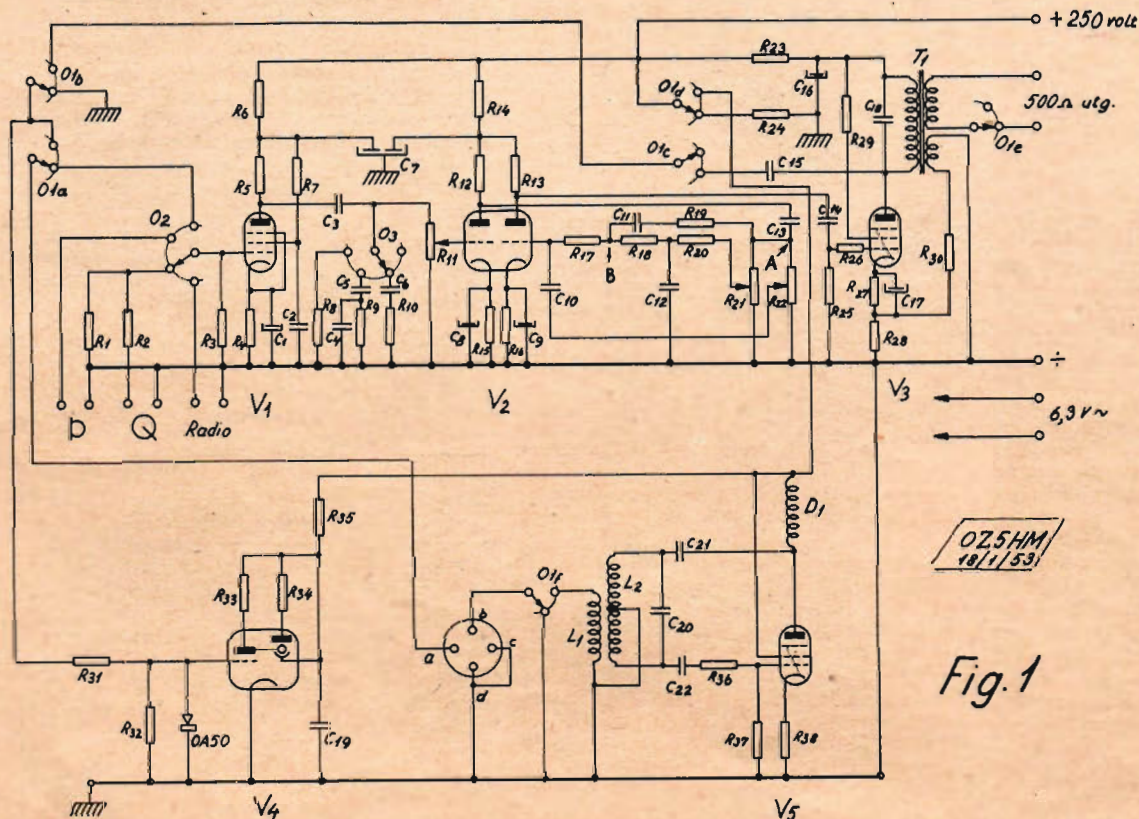 + 250 volt
O1b
R23
T1
R6
R14
O1d
C16
C18
500Ω utg.
R29
R24
O1e
O1a
O1c
C15
C7
R5
R7
R12
R13
O2
C3
C11
R19
C13
C14
O3
R11
A
R26
R30
R17
R18
R20
B
C5
C6
R21
R22
R27
C17
C10
C12
R25
R1
R2
R3
R4
C1
C2
R8
C4
R9
R10
C8
R15
R16
C9
R28
÷
V1
V2
V3
Radio
6,3 V ~
R35
D1
OZ5HM
18/1/53
C21
R33
R34
O1f
L2
b
L1
C20
a
c
d
Fig. 1
R31
C22
R36
R32
OA50
C19
R37
R38
V4
V5